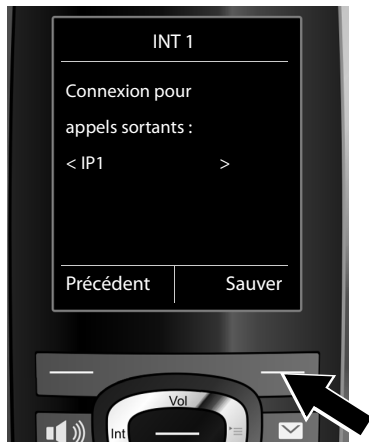 INT 1
Connexion pour
appels sortants :
< IP1 >
Précédent Sauver
Vol
Int